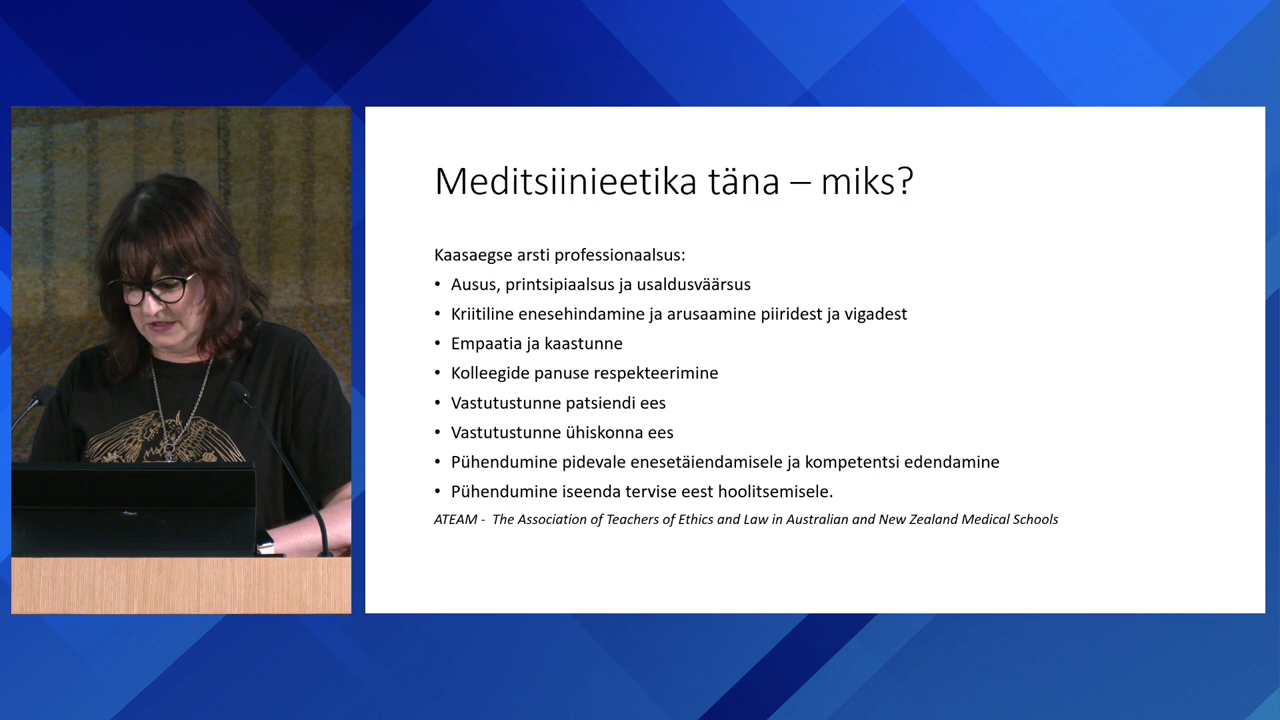 Meditsiinieetika täna – miks?
Kaasaegse arsti professionaalsus:
• Ausus, printsipiaalsus ja usaldusväärsus
• Kriitiline enesehindamine ja arusaamine piiridest ja vigadest
• Empaatia ja kaastunne
• Kolleegide panuse respekteerimine
• Vastutustunne patsiendi ees
• Vastutustunne ühiskonna ees
• Pühendumine pidevale enesetäiendamisele ja kompetentsi edendamine
• Pühendumine iseenda tervise eest hoolitsemisele.
ATEAM - The Association of Teachers of Ethics and Law in Australian and New Zealand Medical Schools